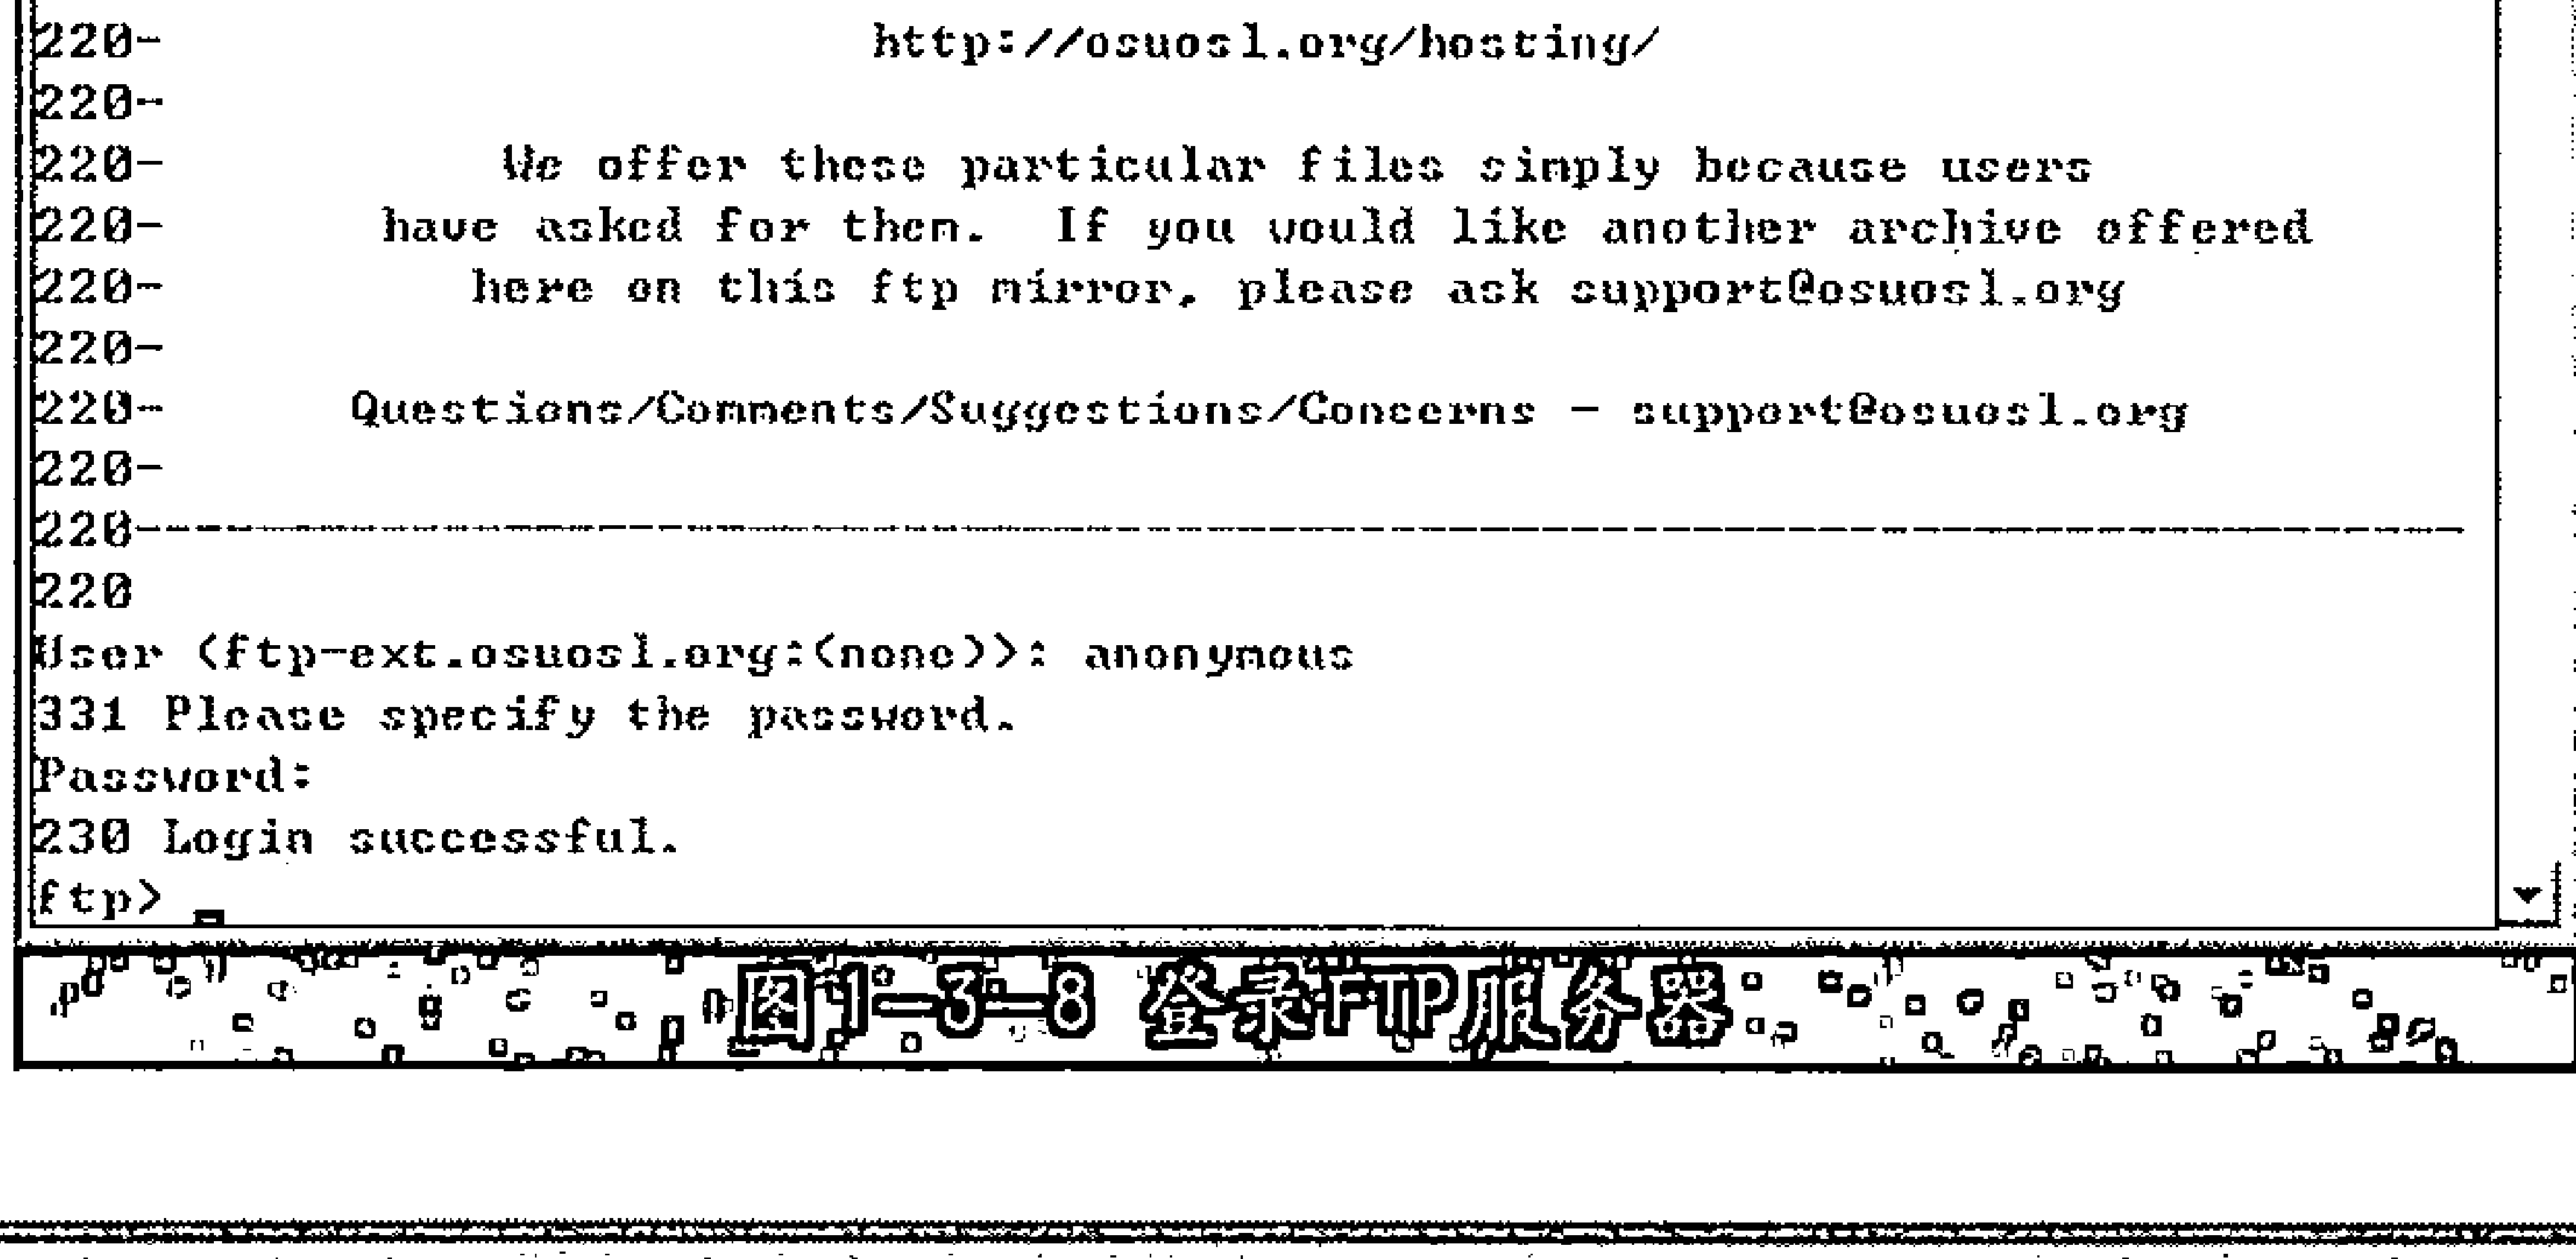 220-                        http://osuosl.org/hosting/
220-
220-            We offer these particular files simply because users
220-        have asked for them.  If you would like another archive offered
220-           here on this ftp mirror, please ask support@osuosl.org
220-
220-       Questions/Comments/Suggestions/Concerns - support@osuosl.org
220-
220----------------------------------------------------------------------------
220
User (ftp-ext.osuosl.org:(none)): anonymous
331 Please specify the password.
Password:
230 Login successful.
ftp> _
图1-3-8 登录FTP服务器